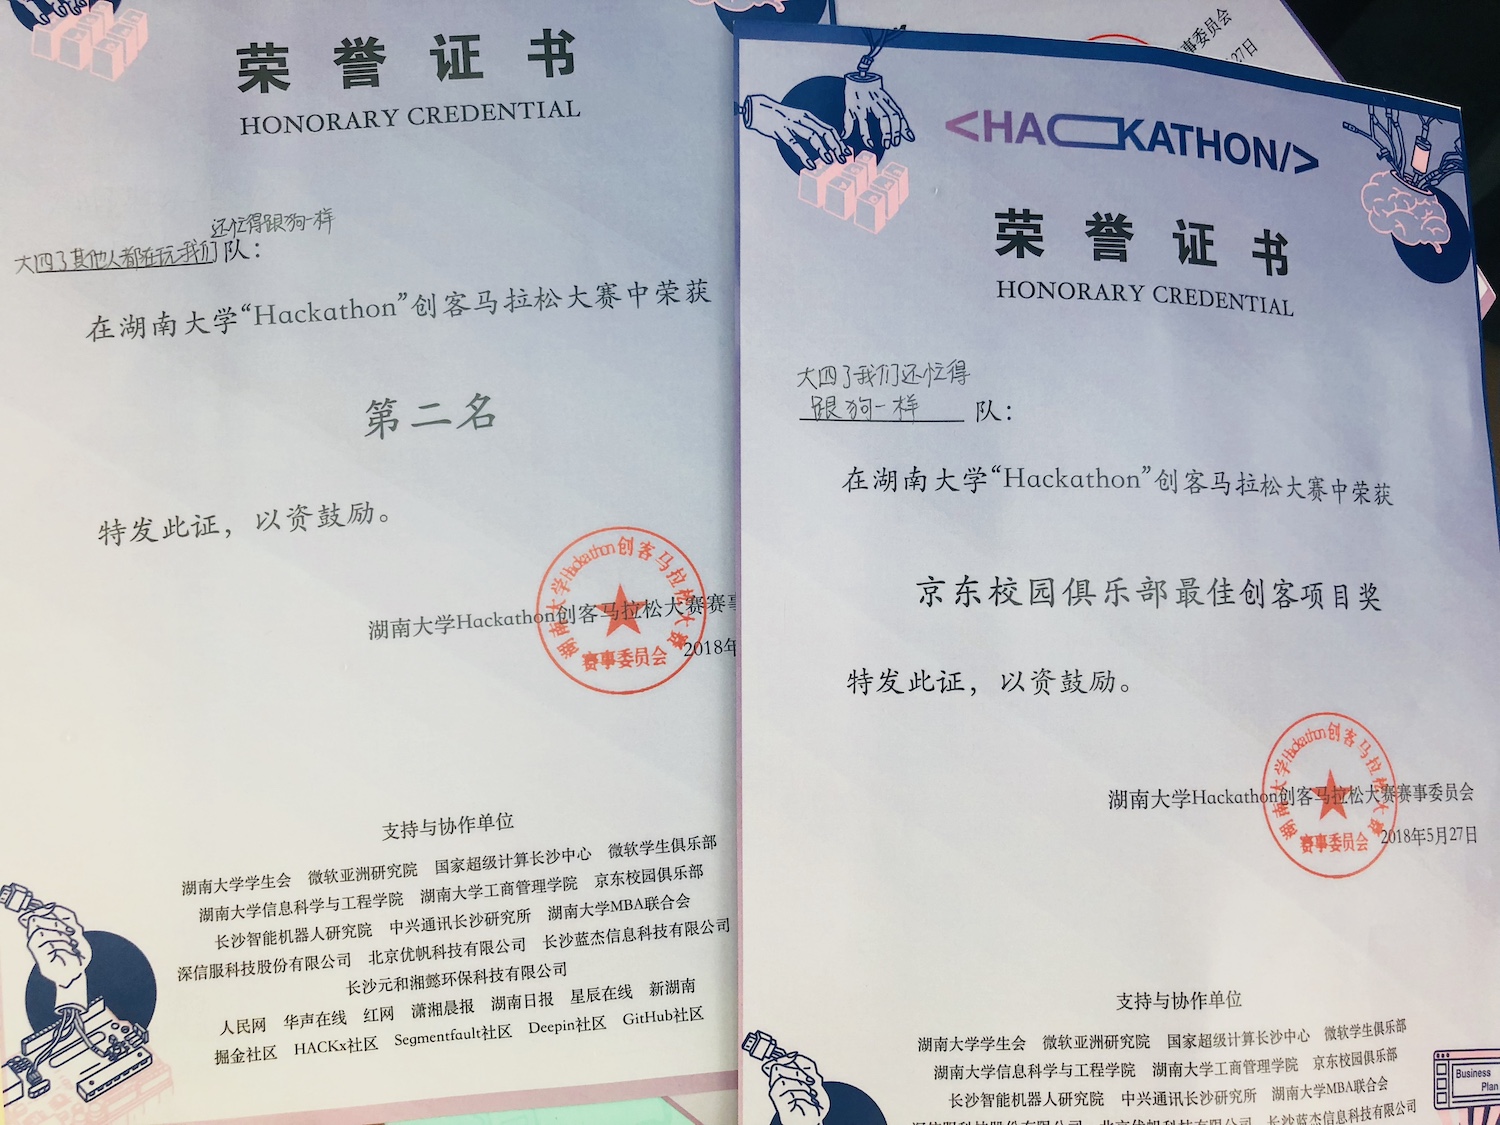 荣誉证书
HONORARY CREDENTIAL
还忙得跟狗一样
大四了其他人都在玩我们队：
在湖南大学“Hackathon”创客马拉松大赛中荣获
第二名
特发此证，以资鼓励。
湖南大学Hackathon创客马拉松大赛赛事
2018年
湖南大学Hackathon创客马拉松大赛
赛事委员会
支持与协作单位
湖南大学学生会 微软亚洲研究院 国家超级计算长沙中心 微软学生俱乐部
湖南大学信息科学与工程学院 湖南大学工商管理学院 京东校园俱乐部
长沙智能机器人研究院 中兴通讯长沙研究所 湖南大学MBA联合会
深信服科技股份有限公司 北京优帆科技有限公司 长沙蓝杰信息科技有限公司
长沙元和湘懿环保科技有限公司
人民网 华声在线 红网 潇湘晨报 湖南日报 星辰在线 新湖南
掘金社区 HACKx社区 Segmentfault社区 Deepin社区 GitHub社区
事委员会
27日
<HACKATHON/>
荣誉证书
HONORARY CREDENTIAL
大四了我们还忙得
跟狗一样 队：
在湖南大学“Hackathon”创客马拉松大赛中荣获
京东校园俱乐部最佳创客项目奖
特发此证，以资鼓励。
湖南大学Hackathon创客马拉松大赛赛事委员会
2018年5月27日
湖南大学Hackathon创客马拉松大赛
赛事委员会
支持与协作单位
湖南大学学生会 微软亚洲研究院 国家超级计算长沙中心 微软学生俱乐部
湖南大学信息科学与工程学院 湖南大学工商管理学院 京东校园俱乐部
长沙智能机器人研究院 中兴通讯长沙研究所 湖南大学MBA联合会
深信服科技股份有限公司 北京优帆科技有限公司 长沙蓝杰信息科技有限公司
Business
Plan